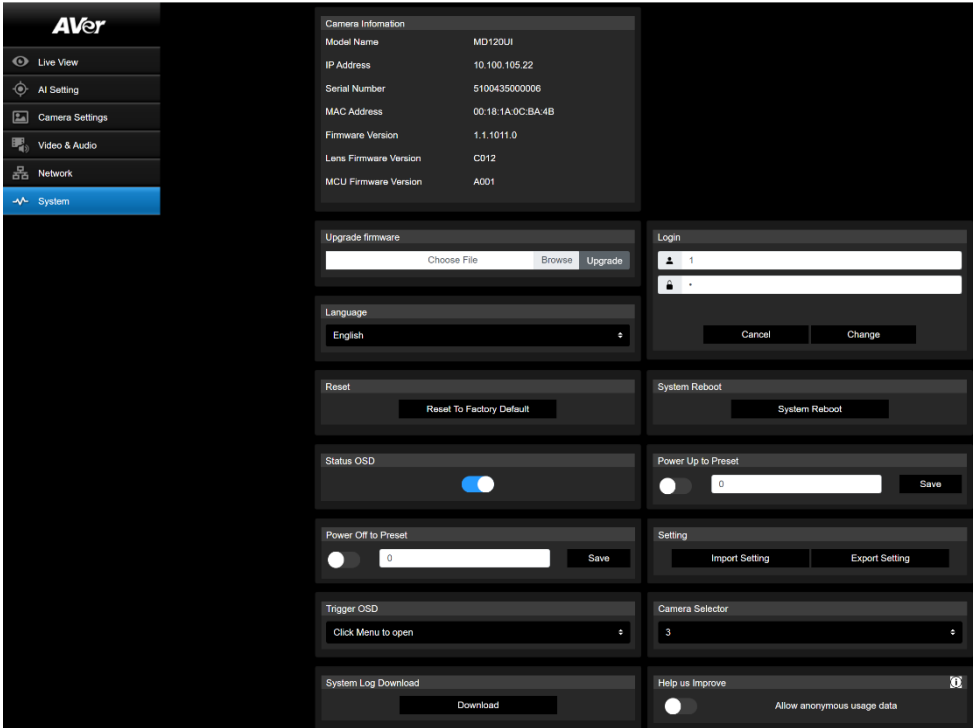 AVer
Live View
AI Setting
Camera Settings
Video & Audio
Network
System
Camera Infomation
Model Name MD120UI
IP Address 10.100.105.22
Serial Number 5100435000006
MAC Address 00:18:1A:0C:BA:4B
Firmware Version 1.1.1011.0
Lens Firmware Version C012
MCU Firmware Version A001
Upgrade firmware
Choose File Browse Upgrade
Login
1
•
Cancel Change
Language
English
Reset
Reset To Factory Default
System Reboot
System Reboot
Status OSD
Power Up to Preset
0 Save
Power Off to Preset
0 Save
Setting
Import Setting Export Setting
Trigger OSD
Click Menu to open
Camera Selector
3
System Log Download
Download
Help us Improve
Allow anonymous usage data